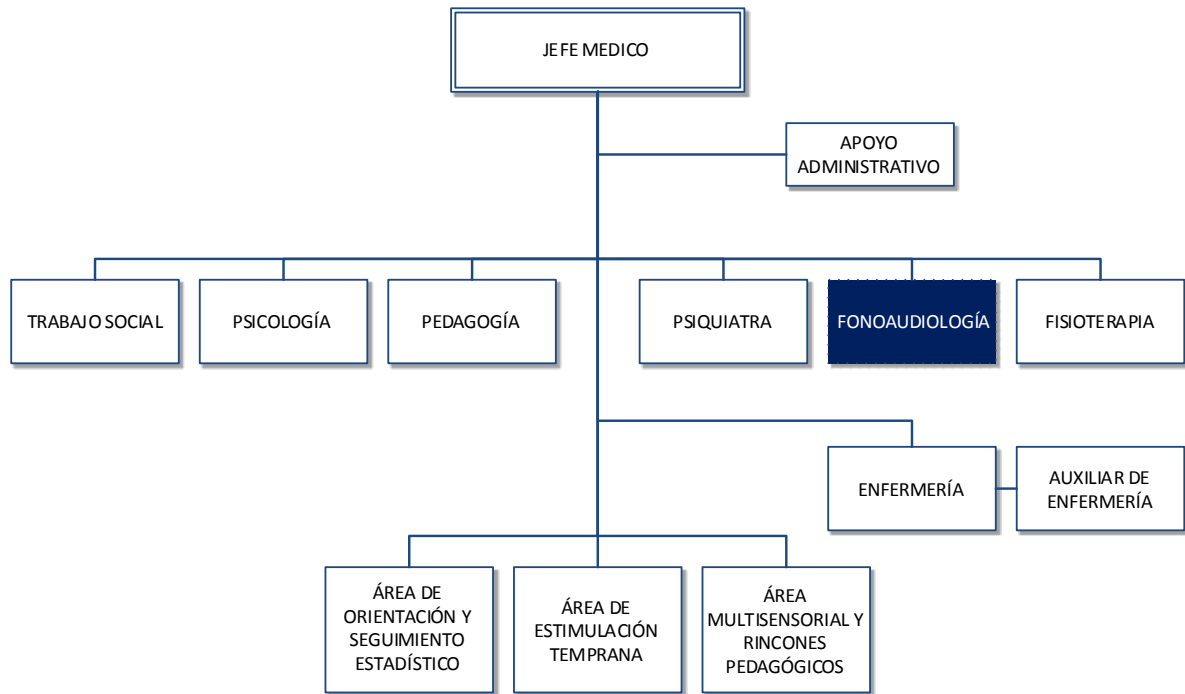 JEFE MEDICO
APOYO
ADMINISTRATIVO
TRABAJO SOCIAL
PSICOLOGÍA
PEDAGOGÍA
PSIQUIATRA
FONOAUDIOLOGÍA
FISIOTERAPIA
ENFERMERÍA
AUXILIAR DE
ENFERMERÍA
ÁREA DE
ORIENTACIÓN Y
SEGUIMIENTO
ESTADÍSTICO
ÁREA DE
ESTIMULACIÓN
TEMPRANA
ÁREA
MULTISENSORIAL Y
RINCONES
PEDAGÓGICOS